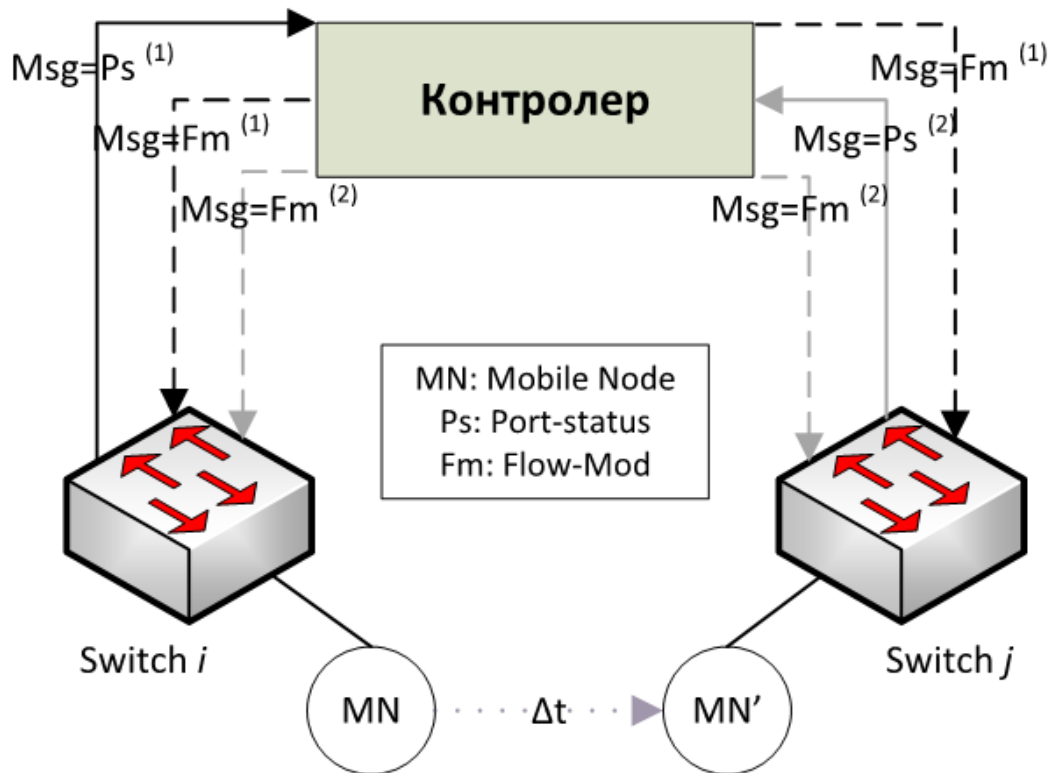 Msg=Ps (1)
Контролер
Msg=Fm (1)
Msg=Fm (1)
Msg=Ps (2)
Msg=Fm (2)
Msg=Fm (2)
MN: Mobile Node
Ps: Port-status
Fm: Flow-Mod
Switch i
Switch j
MN
Δt
MN’